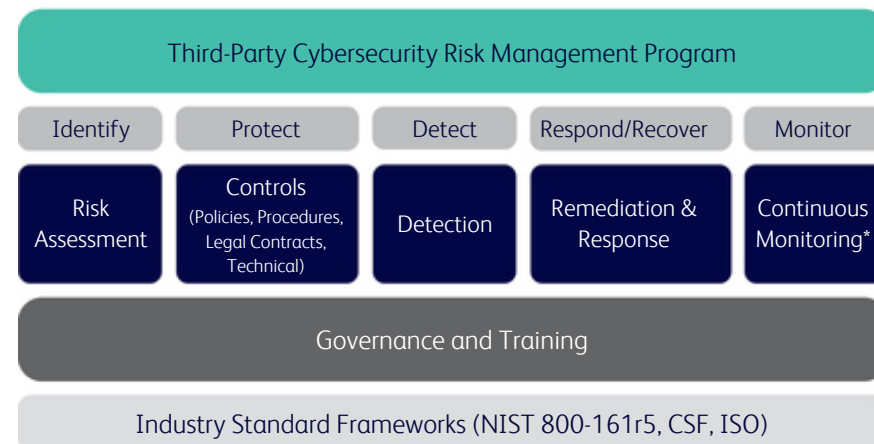 Third-Party Cybersecurity Risk Management Program
Identify
Protect
Detect
Respond/Recover
Monitor
Risk
Assessment
Controls
(Policies, Procedures,
Legal Contracts,
Technical)
Detection
Remediation &
Response
Continuous
Monitoring*
Governance and Training
Industry Standard Frameworks (NIST 800-161r5, CSF, ISO)